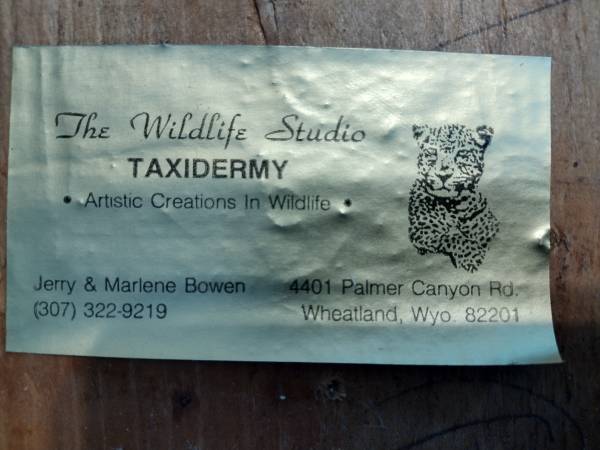 The Wildlife Studio
TAXIDERMY
• Artistic Creations In Wildlife •
Jerry & Marlene Bowen
(307) 322-9219
4401 Palmer Canyon Rd.
Wheatland, Wyo. 82201